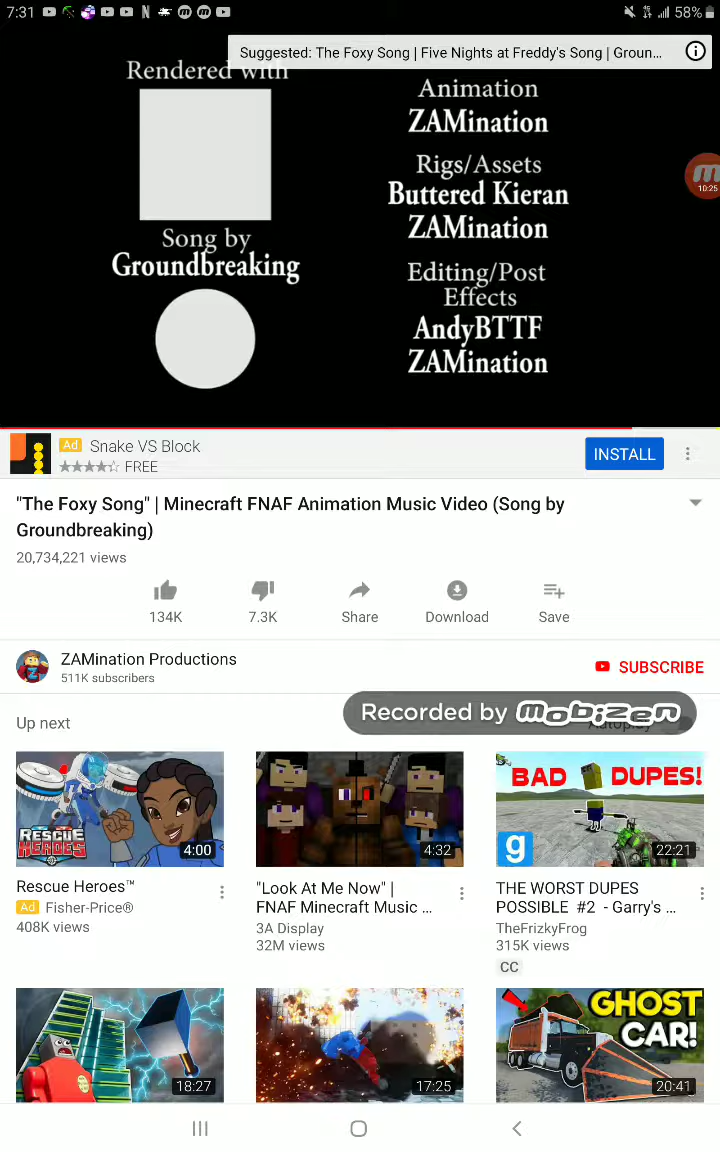 7:31
58%
Suggested: The Foxy Song | Five Nights at Freddy's Song | Groun...
Rendered with
Song by
Groundbreaking
Animation
ZAMination
Rigs/Assets
Buttered Kieran
ZAMination
Editing/Post
Effects
AndyBTTF
ZAMination
10:25
Ad Snake VS Block
FREE
INSTALL
"The Foxy Song" | Minecraft FNAF Animation Music Video (Song by
Groundbreaking)
20,734,221 views
134K
7.3K
Share
Download
Save
ZAMination Productions
511K subscribers
SUBSCRIBE
Recorded by mobizen
Up next
Autoplay
RESCUE
HEROES
4:00
Rescue Heroes™
Ad Fisher-Price®
408K views
4:32
"Look At Me Now" |
FNAF Minecraft Music ...
3A Display
32M views
BAD DUPES!
g
22:21
THE WORST DUPES
POSSIBLE #2 - Garry's ...
TheFrizkyFrog
315K views
CC
18:27
17:25
GHOST
CAR!
20:41